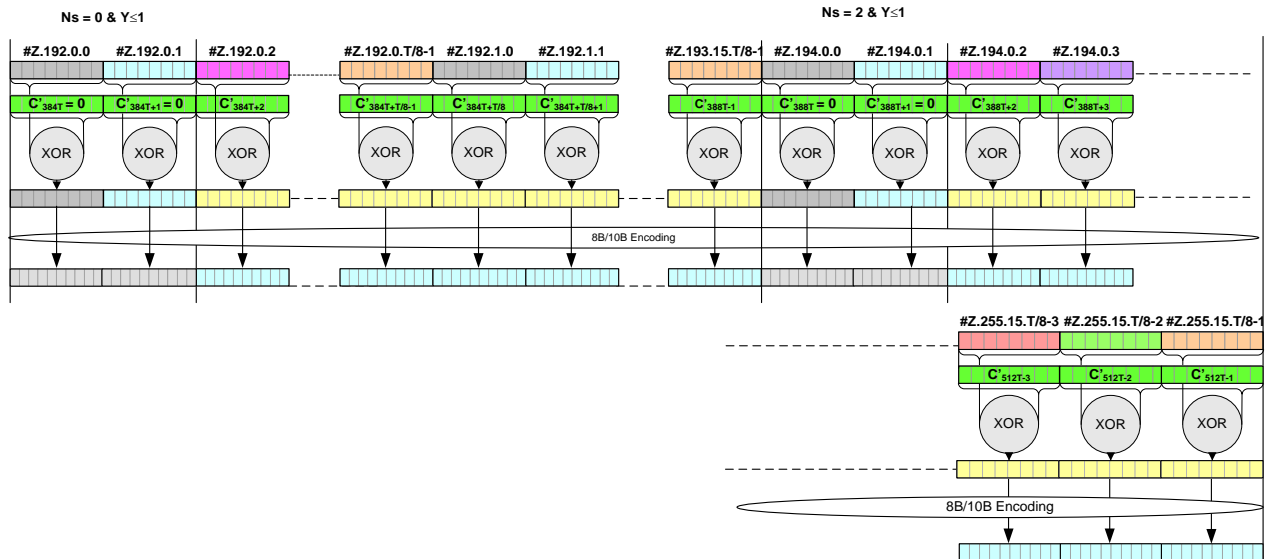 Ns = 0 & Y≤1
Ns = 2 & Y≤1
#Z.192.0.0 #Z.192.0.1 #Z.192.0.2 #Z.192.0.T/8-1 #Z.192.1.0 #Z.192.1.1 #Z.193.15.T/8-1 #Z.194.0.0 #Z.194.0.1 #Z.194.0.2 #Z.194.0.3
C'384T = 0 C'384T+1 = 0 C'384T+2 C'384T+T/8-1 C'384T+T/8 C'384T+T/8+1 C'388T-1 C'388T = 0 C'388T+1 = 0 C'388T+2 C'388T+3
XOR XOR XOR XOR XOR XOR XOR XOR XOR XOR XOR
8B/10B Encoding
#Z.255.15.T/8-3 #Z.255.15.T/8-2 #Z.255.15.T/8-1
C'512T-3 C'512T-2 C'512T-1
XOR XOR XOR
8B/10B Encoding